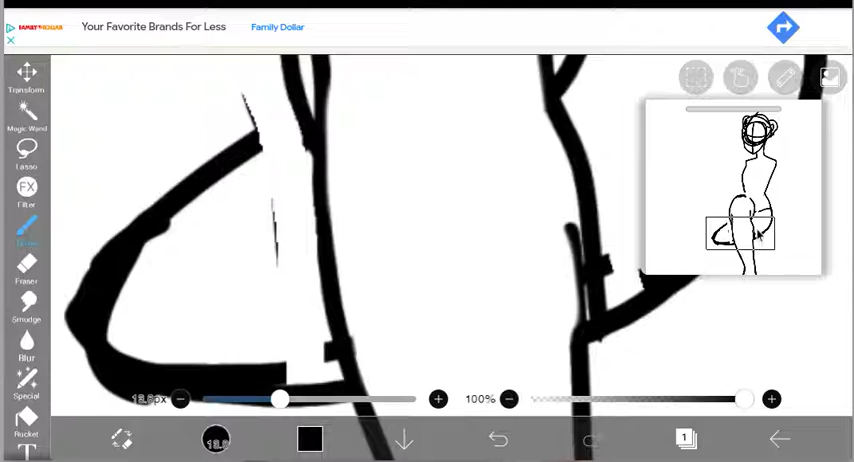 FAMILY DOLLAR Your Favorite Brands For Less Family Dollar
Transform
Magic Wand
Lasso
FX
Filter
Eraser
Smudge
Blur
Special
Bucket
T
100%
1